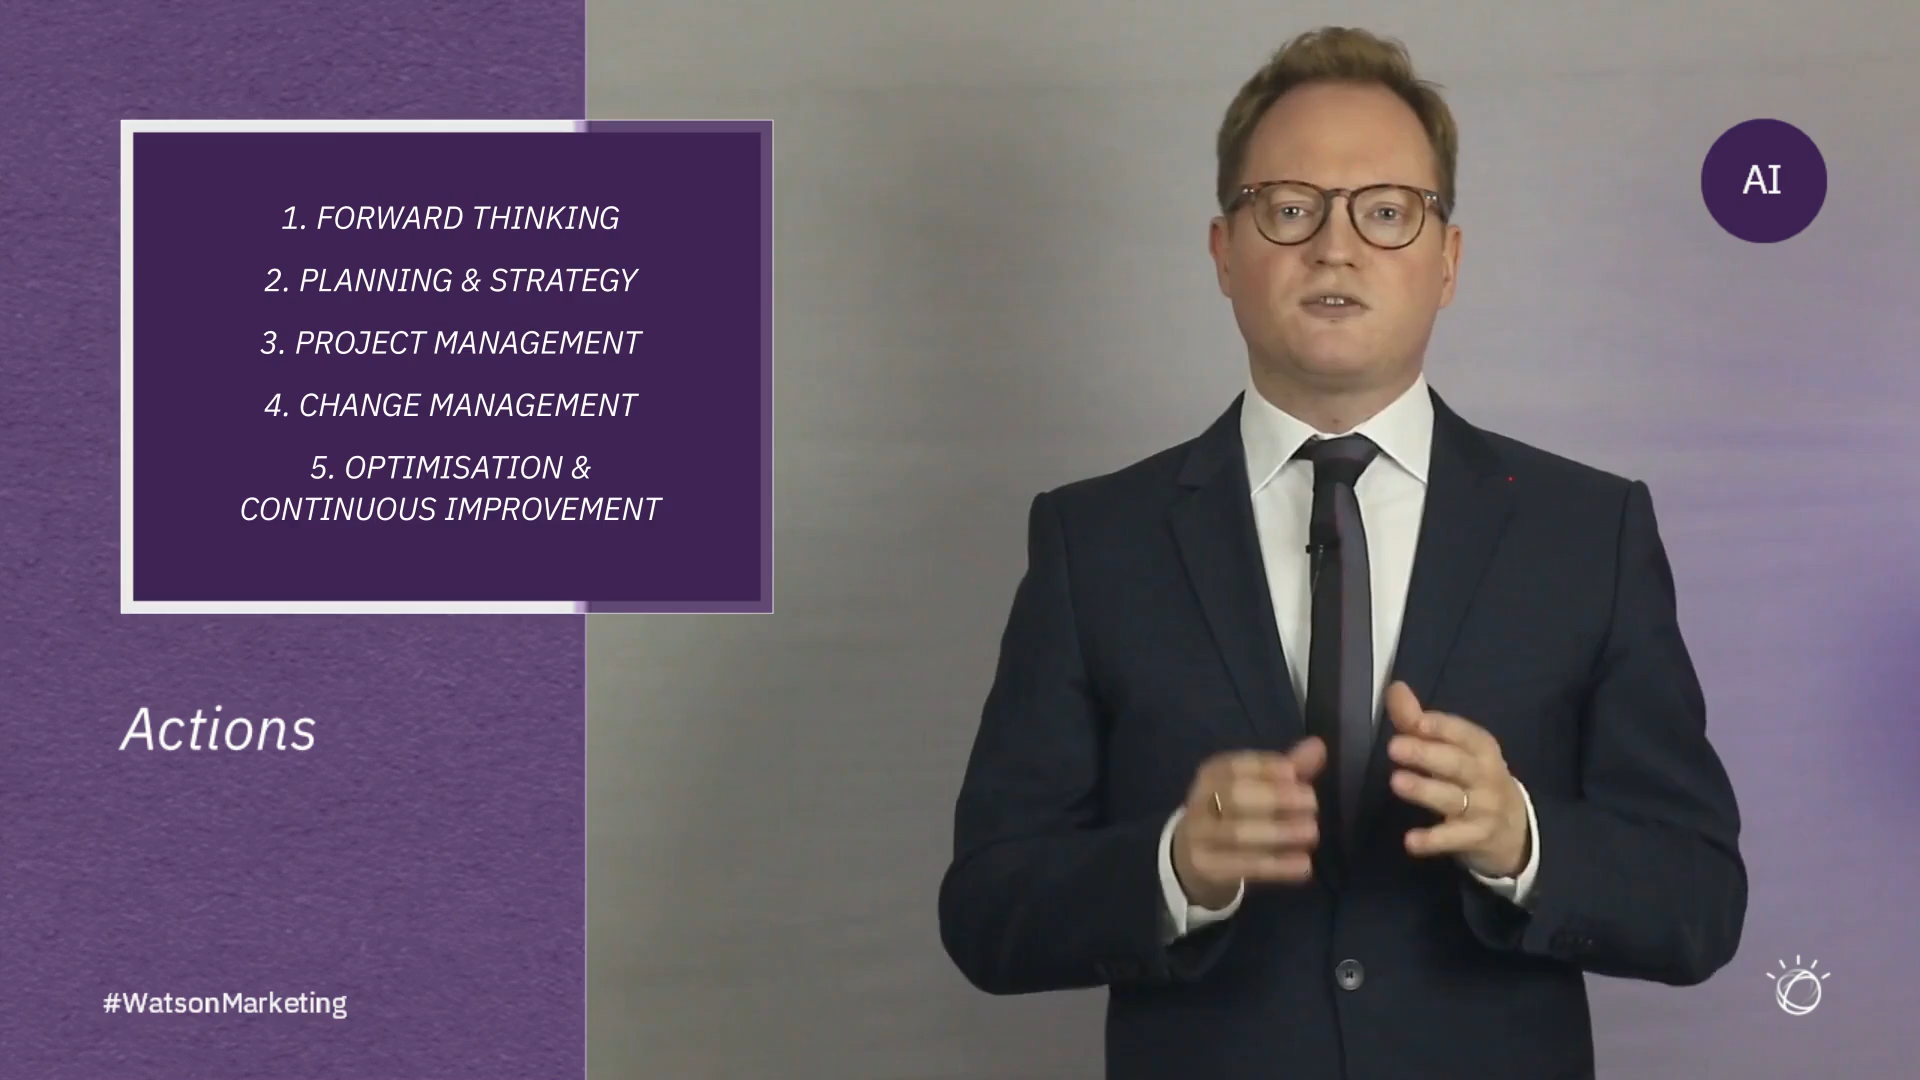 1. FORWARD THINKING
2. PLANNING & STRATEGY
3. PROJECT MANAGEMENT
4. CHANGE MANAGEMENT
5. OPTIMISATION &
CONTINUOUS IMPROVEMENT
Actions
#WatsonMarketing
AI